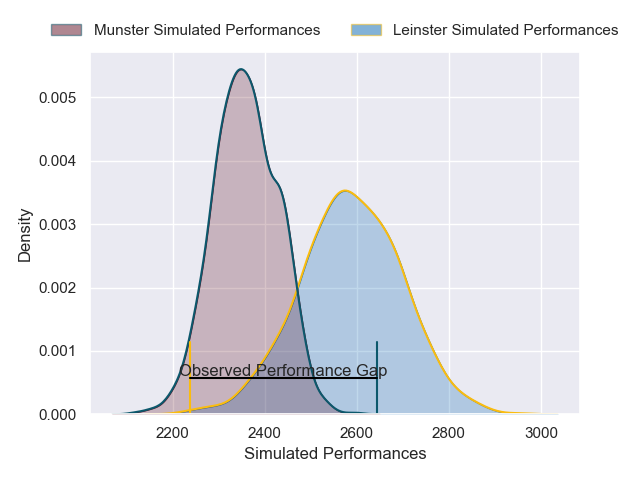 Munster Simulated Performances
Leinster Simulated Performances
Density
0.005
0.004
0.003
0.002
0.001
0.000
Observed Performance Gap
2200
2400
2600
2800
3000
Simulated Performances